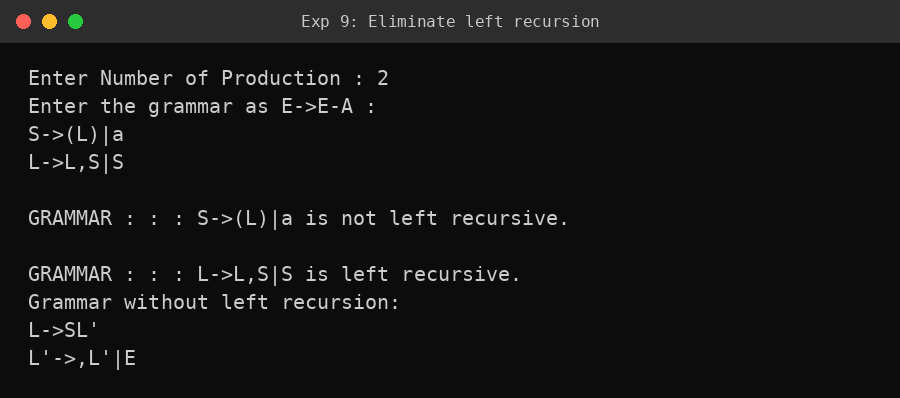 Exp 9: Eliminate left recursion
Enter Number of Production : 2
Enter the grammar as E->E-A :
S->(L)|a
L->L,S|S
GRAMMAR : : : S->(L)|a is not left recursive.
GRAMMAR : : : L->L,S|S is left recursive.
Grammar without left recursion:
L->SL'
L'->,L'|E